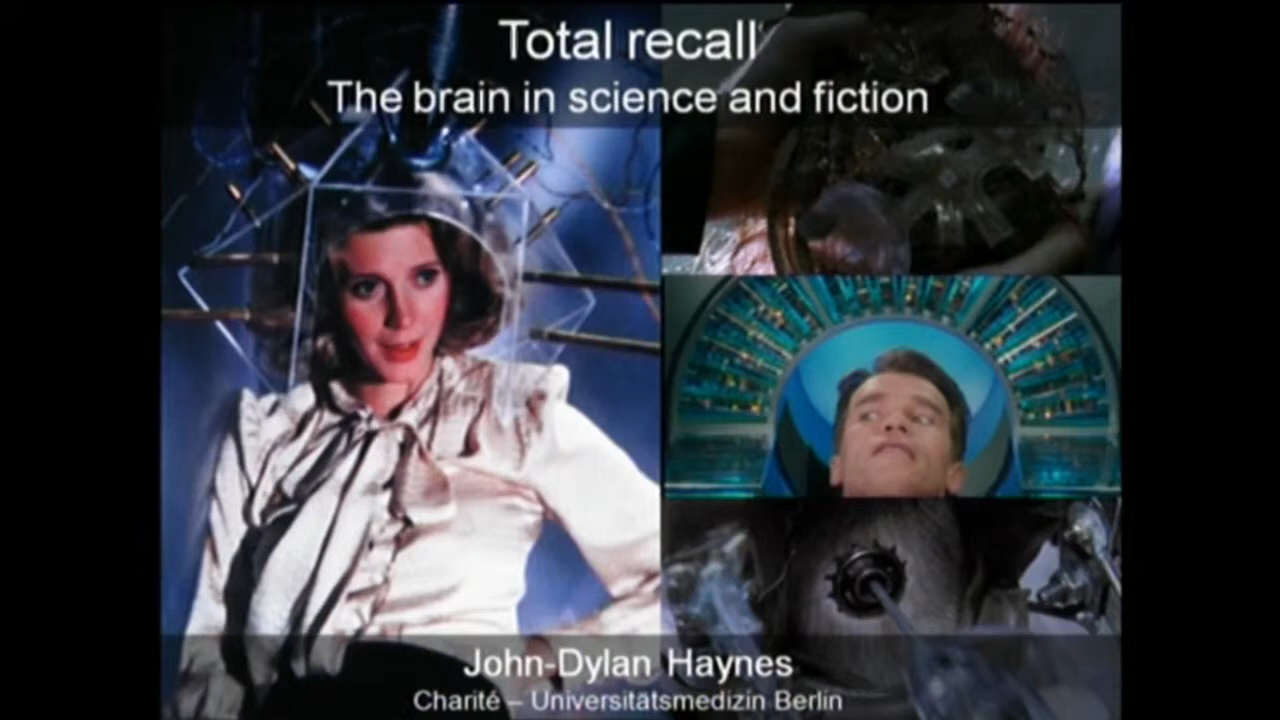 Total recall
The brain in science and fiction
John-Dylan Haynes
Charité – Universitätsmedizin Berlin